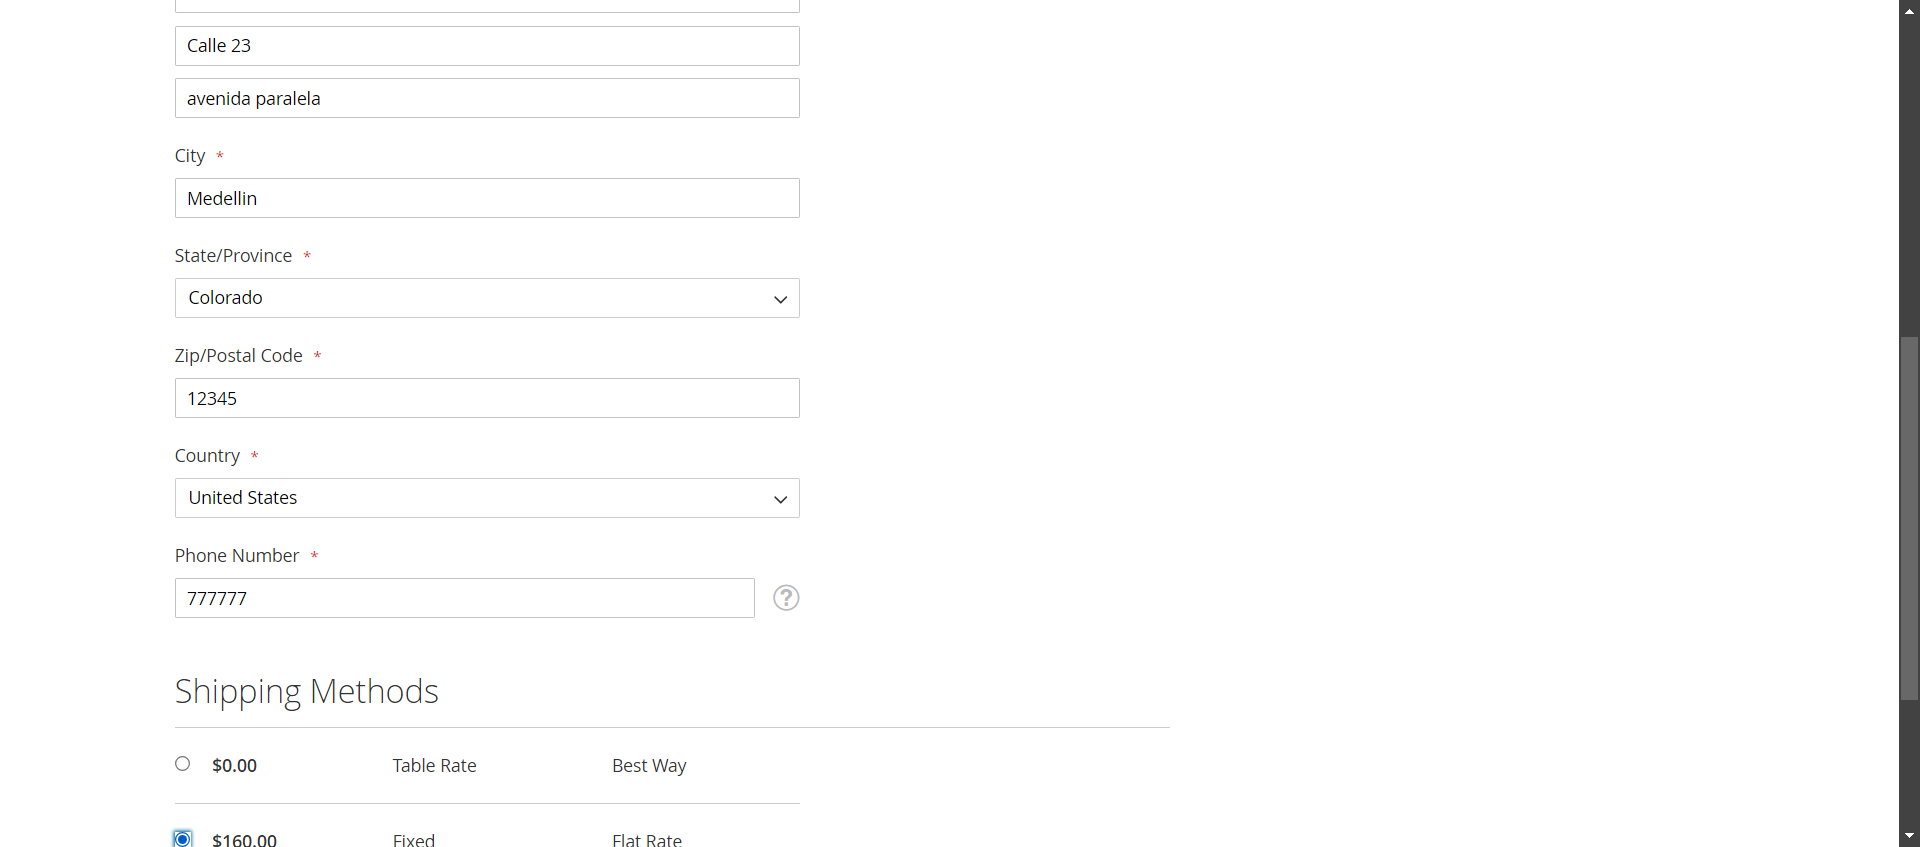 Calle 23
avenida paralela
City *
Medellin
State/Province *
Colorado
Zip/Postal Code *
12345
Country *
United States
Phone Number *
777777
?
Shipping Methods
$0.00 Table Rate Best Way
$160.00 Fixed Flat Rate